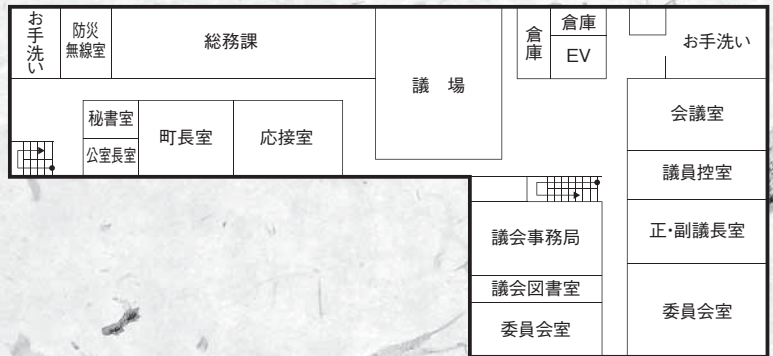 お手洗い
防災
無線室
総務課
議 場
倉庫
倉庫
EV
お手洗い
秘書室
公室長室
町長室
応接室
会議室
議員控室
正・副議長室
委員会室
議会事務局
議会図書室
委員会室